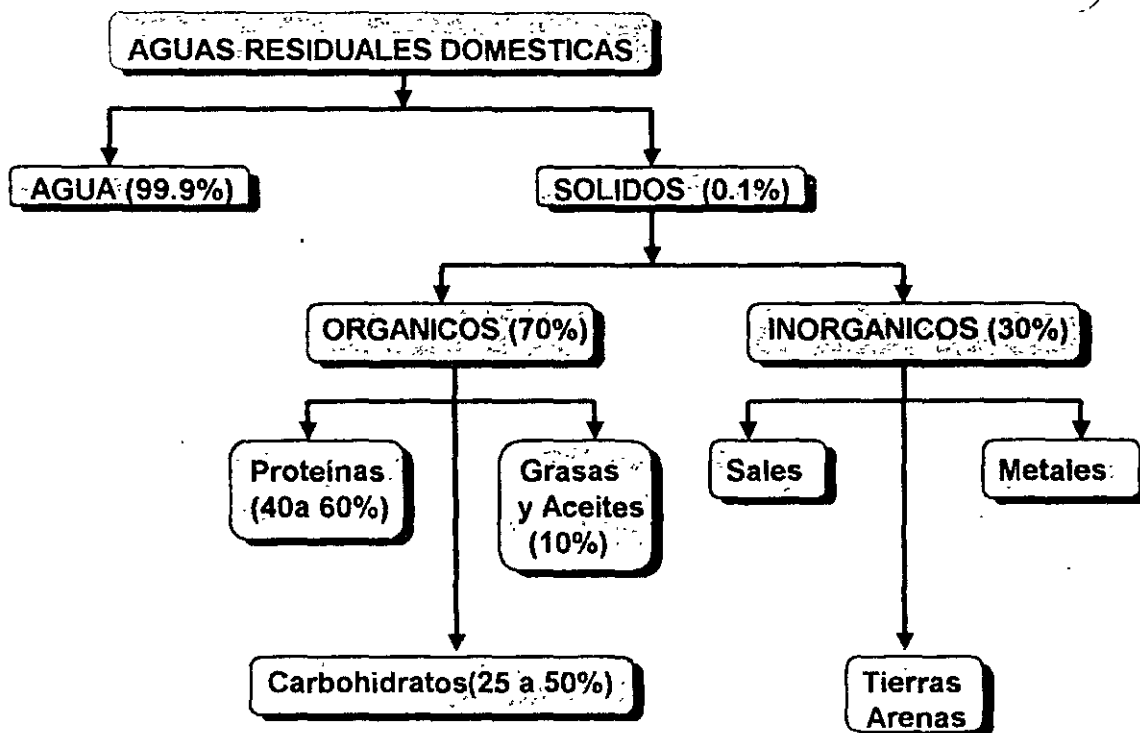 AGUAS RESIDUALES DOMESTICAS
AGUA (99.9%)
SOLIDOS (0.1%)
ORGANICOS (70%)
INORGANICOS (30%)
Proteínas
(40a 60%)
Grasas
y Aceites
(10%)
Sales
Metales
Carbohidratos(25 a 50%)
Tierras
Arenas